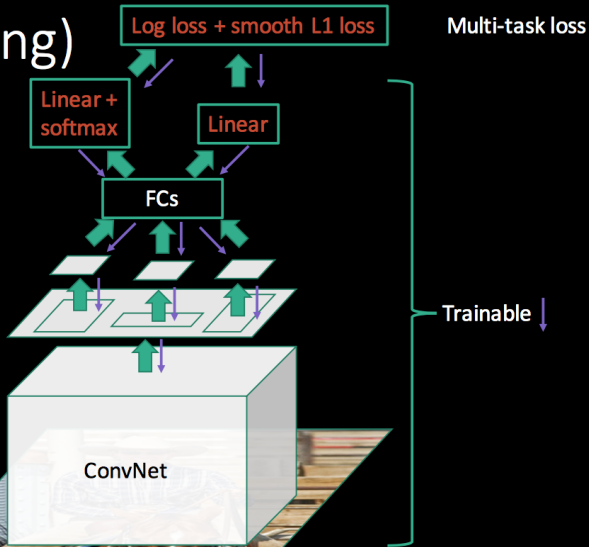 ng)
Log loss + smooth L1 loss
Multi-task loss
Linear +
softmax
Linear
FCs
Trainable
ConvNet